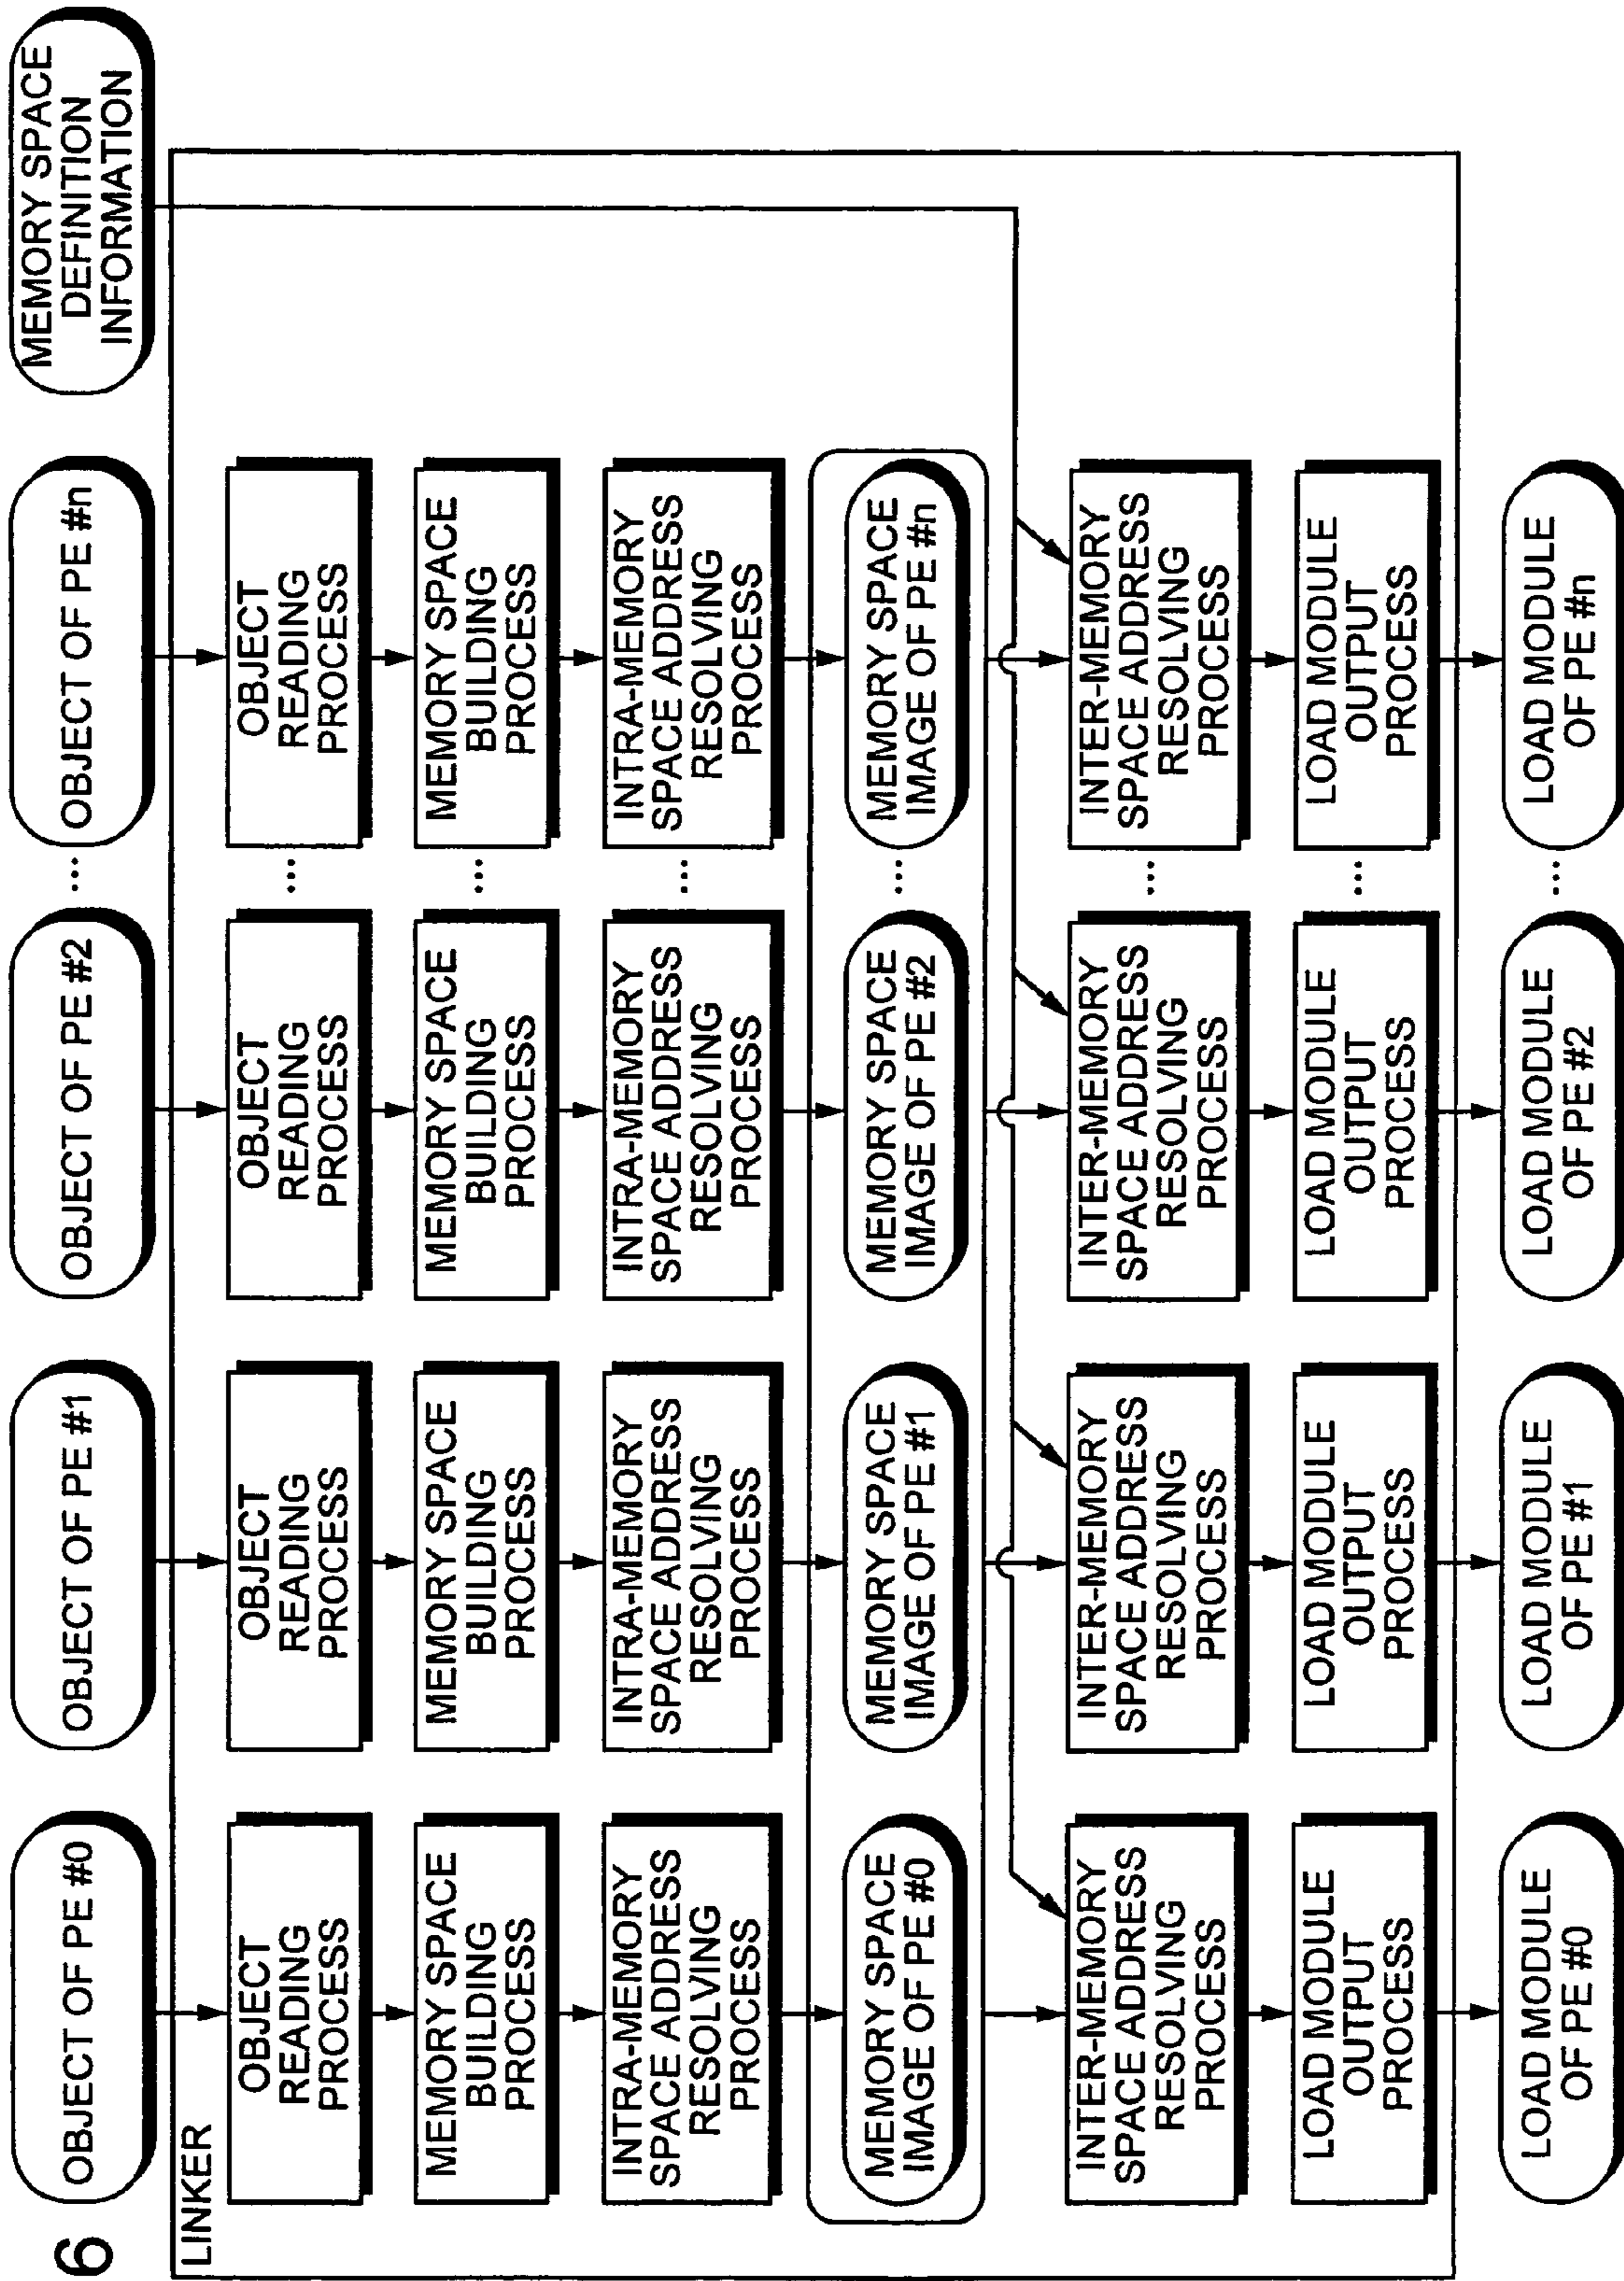 6
OBJECT OF PE #0
OBJECT OF PE #1
OBJECT OF PE #2
...
OBJECT OF PE #n
MEMORY SPACE
DEFINITION
INFORMATION
LINKER
OBJECT
READING
PROCESS
OBJECT
READING
PROCESS
OBJECT
READING
PROCESS
...
OBJECT
READING
PROCESS
MEMORY SPACE
BUILDING
PROCESS
MEMORY SPACE
BUILDING
PROCESS
MEMORY SPACE
BUILDING
PROCESS
...
MEMORY SPACE
BUILDING
PROCESS
INTRA-MEMORY
SPACE ADDRESS
RESOLVING
PROCESS
INTRA-MEMORY
SPACE ADDRESS
RESOLVING
PROCESS
INTRA-MEMORY
SPACE ADDRESS
RESOLVING
PROCESS
...
INTRA-MEMORY
SPACE ADDRESS
RESOLVING
PROCESS
MEMORY SPACE
IMAGE OF PE #0
MEMORY SPACE
IMAGE OF PE #1
MEMORY SPACE
IMAGE OF PE #2
...
MEMORY SPACE
IMAGE OF PE #n
INTER-MEMORY
SPACE ADDRESS
RESOLVING
PROCESS
INTER-MEMORY
SPACE ADDRESS
RESOLVING
PROCESS
INTER-MEMORY
SPACE ADDRESS
RESOLVING
PROCESS
...
INTER-MEMORY
SPACE ADDRESS
RESOLVING
PROCESS
LOAD MODULE
OUTPUT
PROCESS
LOAD MODULE
OUTPUT
PROCESS
LOAD MODULE
OUTPUT
PROCESS
...
LOAD MODULE
OUTPUT
PROCESS
LOAD MODULE
OF PE #0
LOAD MODULE
OF PE #1
LOAD MODULE
OF PE #2
...
LOAD MODULE
OF PE #n